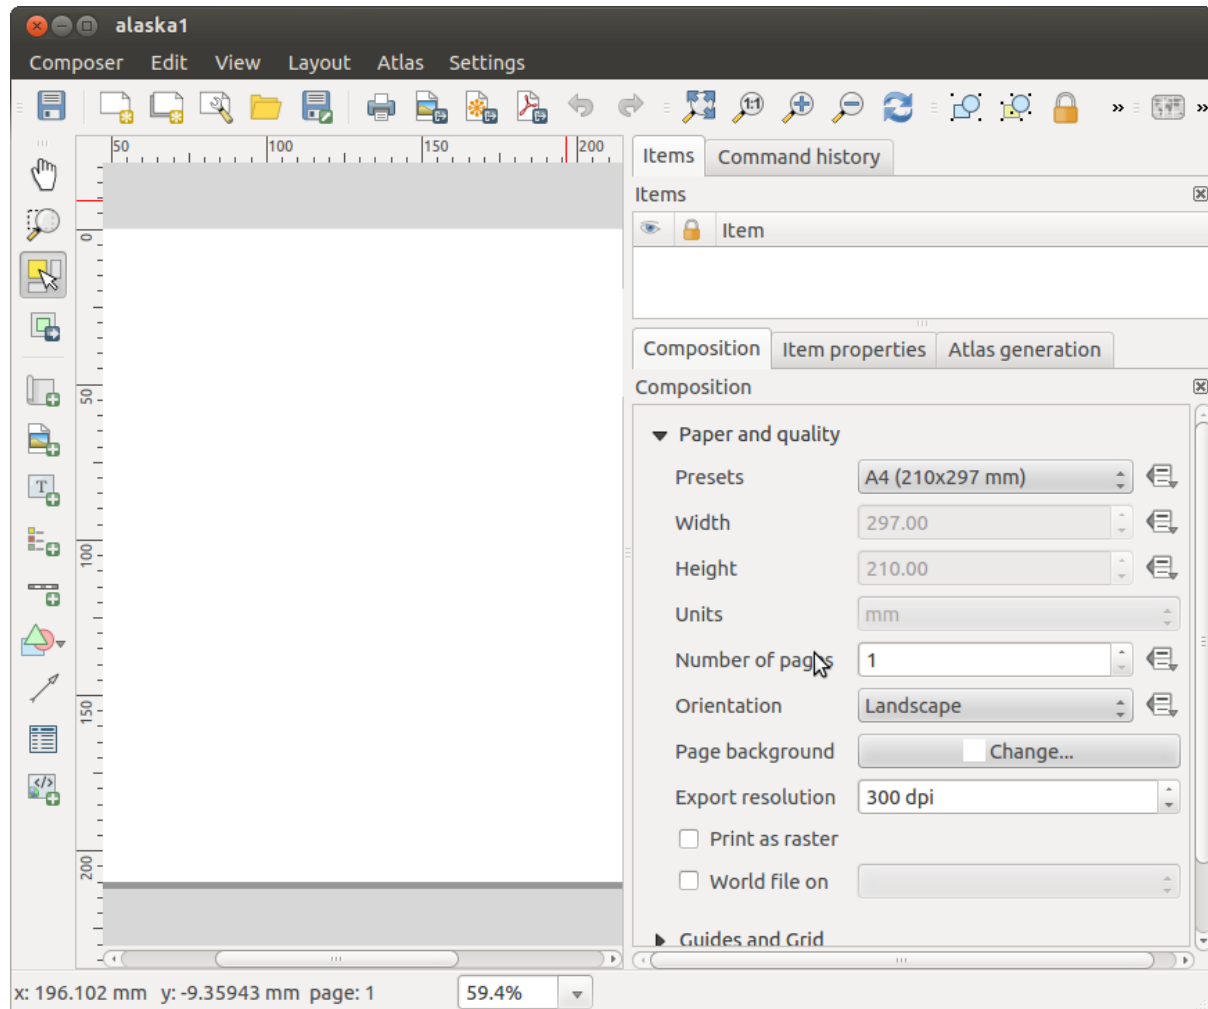 alaska1
Composer Edit View Layout Atlas Settings
1:1
» »
50 100 150 200
Items Command history
Items
Item
0
50
100
150
200
T
</>
Composition Item properties Atlas generation
Composition
Paper and quality
Presets A4 (210x297 mm)
Width 297.00
Height 210.00
Units mm
Number of pages 1
Orientation Landscape
Page background Change...
Export resolution 300 dpi
Print as raster
World file on
Guides and Grid
x: 196.102 mm y: -9.35943 mm page: 1 59.4%